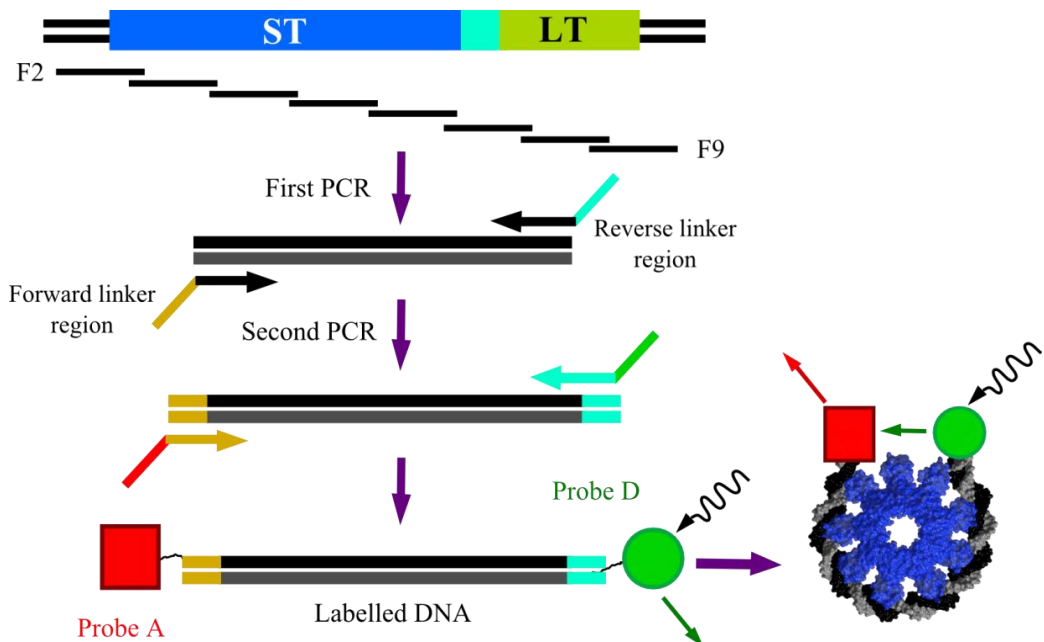 ST
LT
F2
F9
First PCR
Reverse linker
region
Forward linker
region
Second PCR
Probe D
Labelled DNA
Probe A